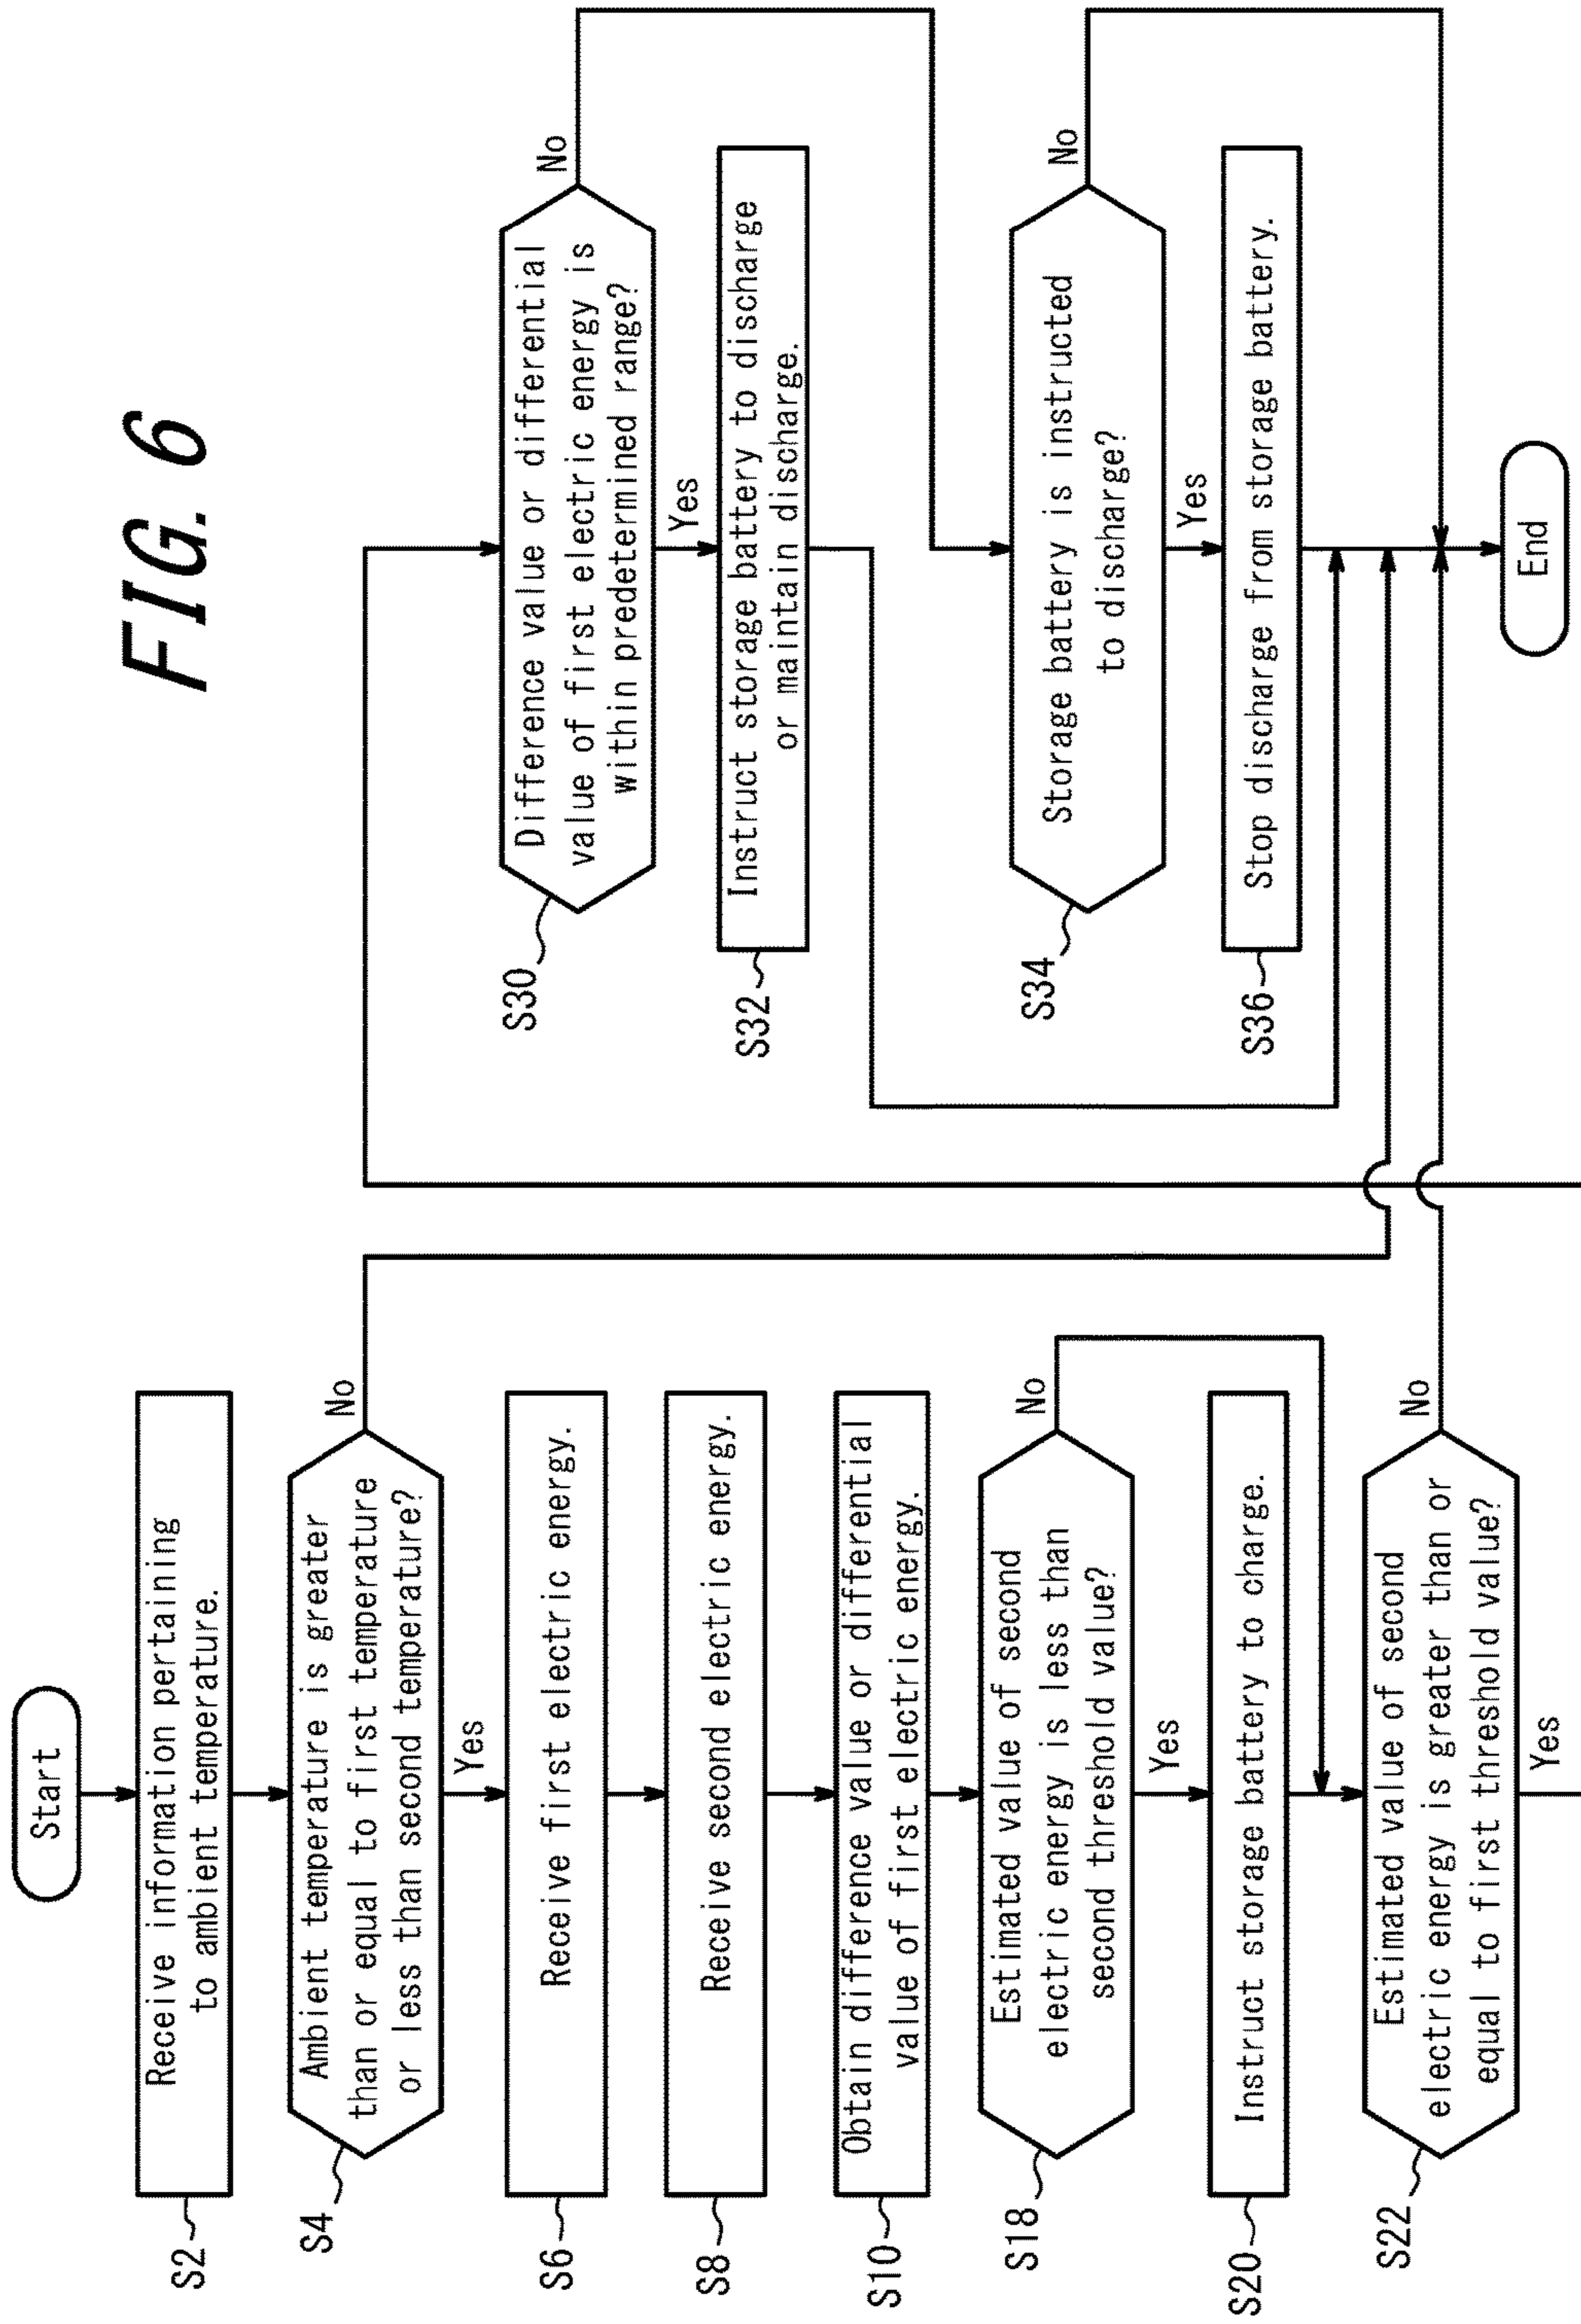 FIG. 6
Start
S2
Receive information pertaining
to ambient temperature.
S4
Ambient temperature is greater
than or equal to first temperature
or less than second temperature?
No
Yes
S6
Receive first electric energy.
S8
Receive second electric energy.
S10
Obtain difference value or differential
value of first electric energy.
S18
Estimated value of second
electric energy is less than
second threshold value?
No
Yes
S20
Instruct storage battery to charge.
S22
Estimated value of second
electric energy is greater than or
equal to first threshold value?
No
Yes
S30
Difference value or differential
value of first electric energy is
within predetermined range?
No
Yes
S32
Instruct storage battery to discharge
or maintain discharge.
S34
Storage battery is instructed
to discharge?
No
Yes
S36
Stop discharge from storage battery.
End